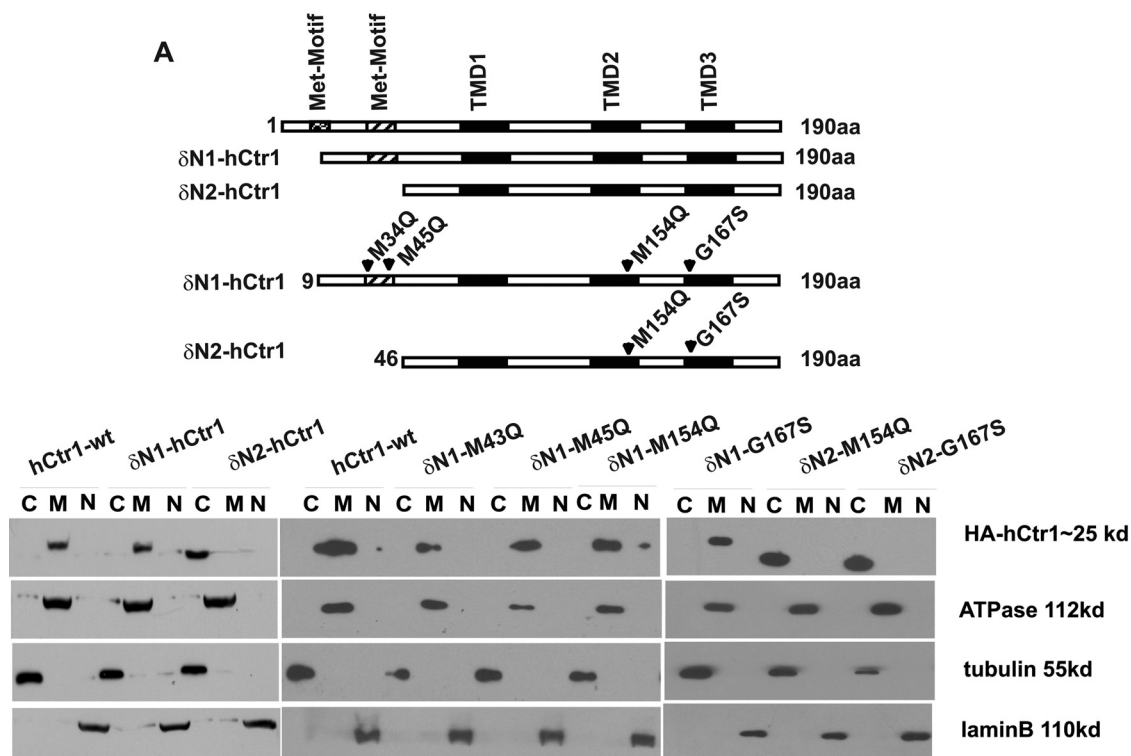 A
Met-Motif Met-Motif TMD1 TMD2 TMD3
1 190aa
δN1-hCtr1 190aa
δN2-hCtr1 190aa
M34Q M45Q M154Q G167S
δN1-hCtr1 9 190aa
M154Q G167S
δN2-hCtr1 46 190aa
hCtr1-wt δN1-hCtr1 δN2-hCtr1 hCtr1-wt δN1-M43Q δN1-M45Q δN1-M154Q δN1-G167S δN2-M154Q δN2-G167S
C M N C M N C M N C M N C M N C M N C M N C M N C M N C M N
HA-hCtr1~25 kd
ATPase 112kd
tubulin 55kd
laminB 110kd